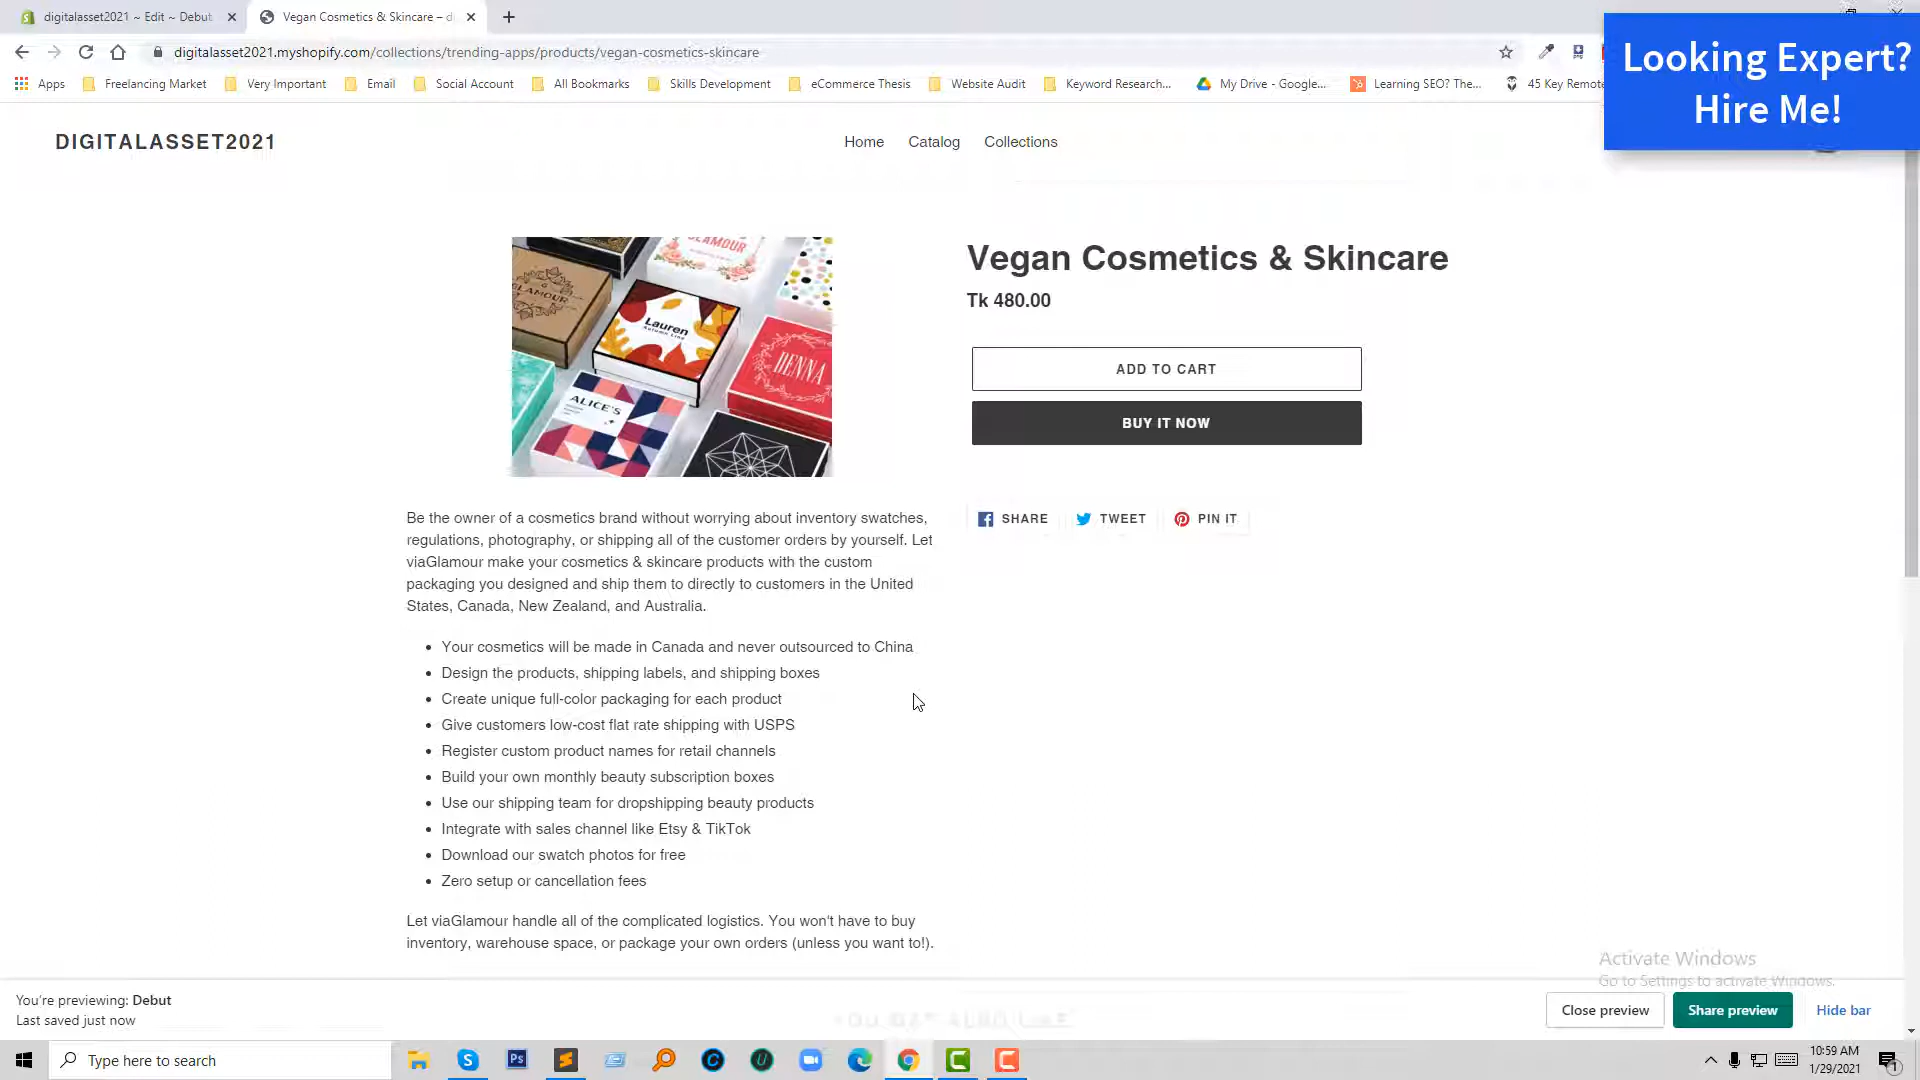 digitalasset2021 ~ Edit ~ Debut
Vegan Cosmetics & Skincare – d
digitalasset2021.myshopify.com/collections/trending-apps/products/vegan-cosmetics-skincare
Apps
Freelancing Market
Very Important
Email
Social Account
All Bookmarks
Skills Development
eCommerce Thesis
Website Audit
Keyword Research...
My Drive - Google...
Learning SEO? The...
45 Key Remote
Looking Expert?
Hire Me!
DIGITALASSET2021
Home
Catalog
Collections
GLAMOUR
GLAMOUR
Lauren
HENNA
ALICE'S
Vegan Cosmetics & Skincare
Tk 480.00
ADD TO CART
BUY IT NOW
SHARE
TWEET
PIN IT
Be the owner of a cosmetics brand without worrying about inventory swatches,
regulations, photography, or shipping all of the customer orders by yourself. Let
viaGlamour make your cosmetics & skincare products with the custom
packaging you designed and ship them to directly to customers in the United
States, Canada, New Zealand, and Australia.
• Your cosmetics will be made in Canada and never outsourced to China
• Design the products, shipping labels, and shipping boxes
• Create unique full-color packaging for each product
• Give customers low-cost flat rate shipping with USPS
• Register custom product names for retail channels
• Build your own monthly beauty subscription boxes
• Use our shipping team for dropshipping beauty products
• Integrate with sales channel like Etsy & TikTok
• Download our swatch photos for free
• Zero setup or cancellation fees
Let viaGlamour handle all of the complicated logistics. You won't have to buy
inventory, warehouse space, or package your own orders (unless you want to!).
Activate Windows
Go to Settings to activate Windows.
You're previewing: Debut
Last saved just now
Close preview
Share preview
Hide bar
Type here to search
Ps
10:59 AM
1/29/2021